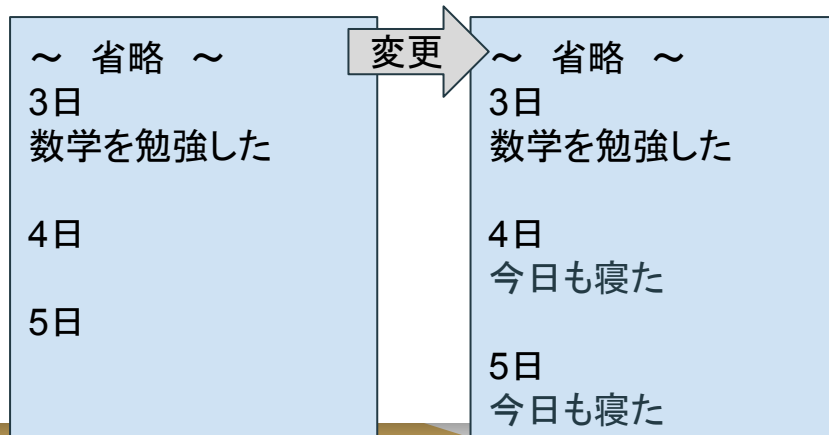 ～ 省略 ～
3日
数学を勉強した
4日
5日
変更
～ 省略 ～
3日
数学を勉強した
4日
今日も寝た
5日
今日も寝た